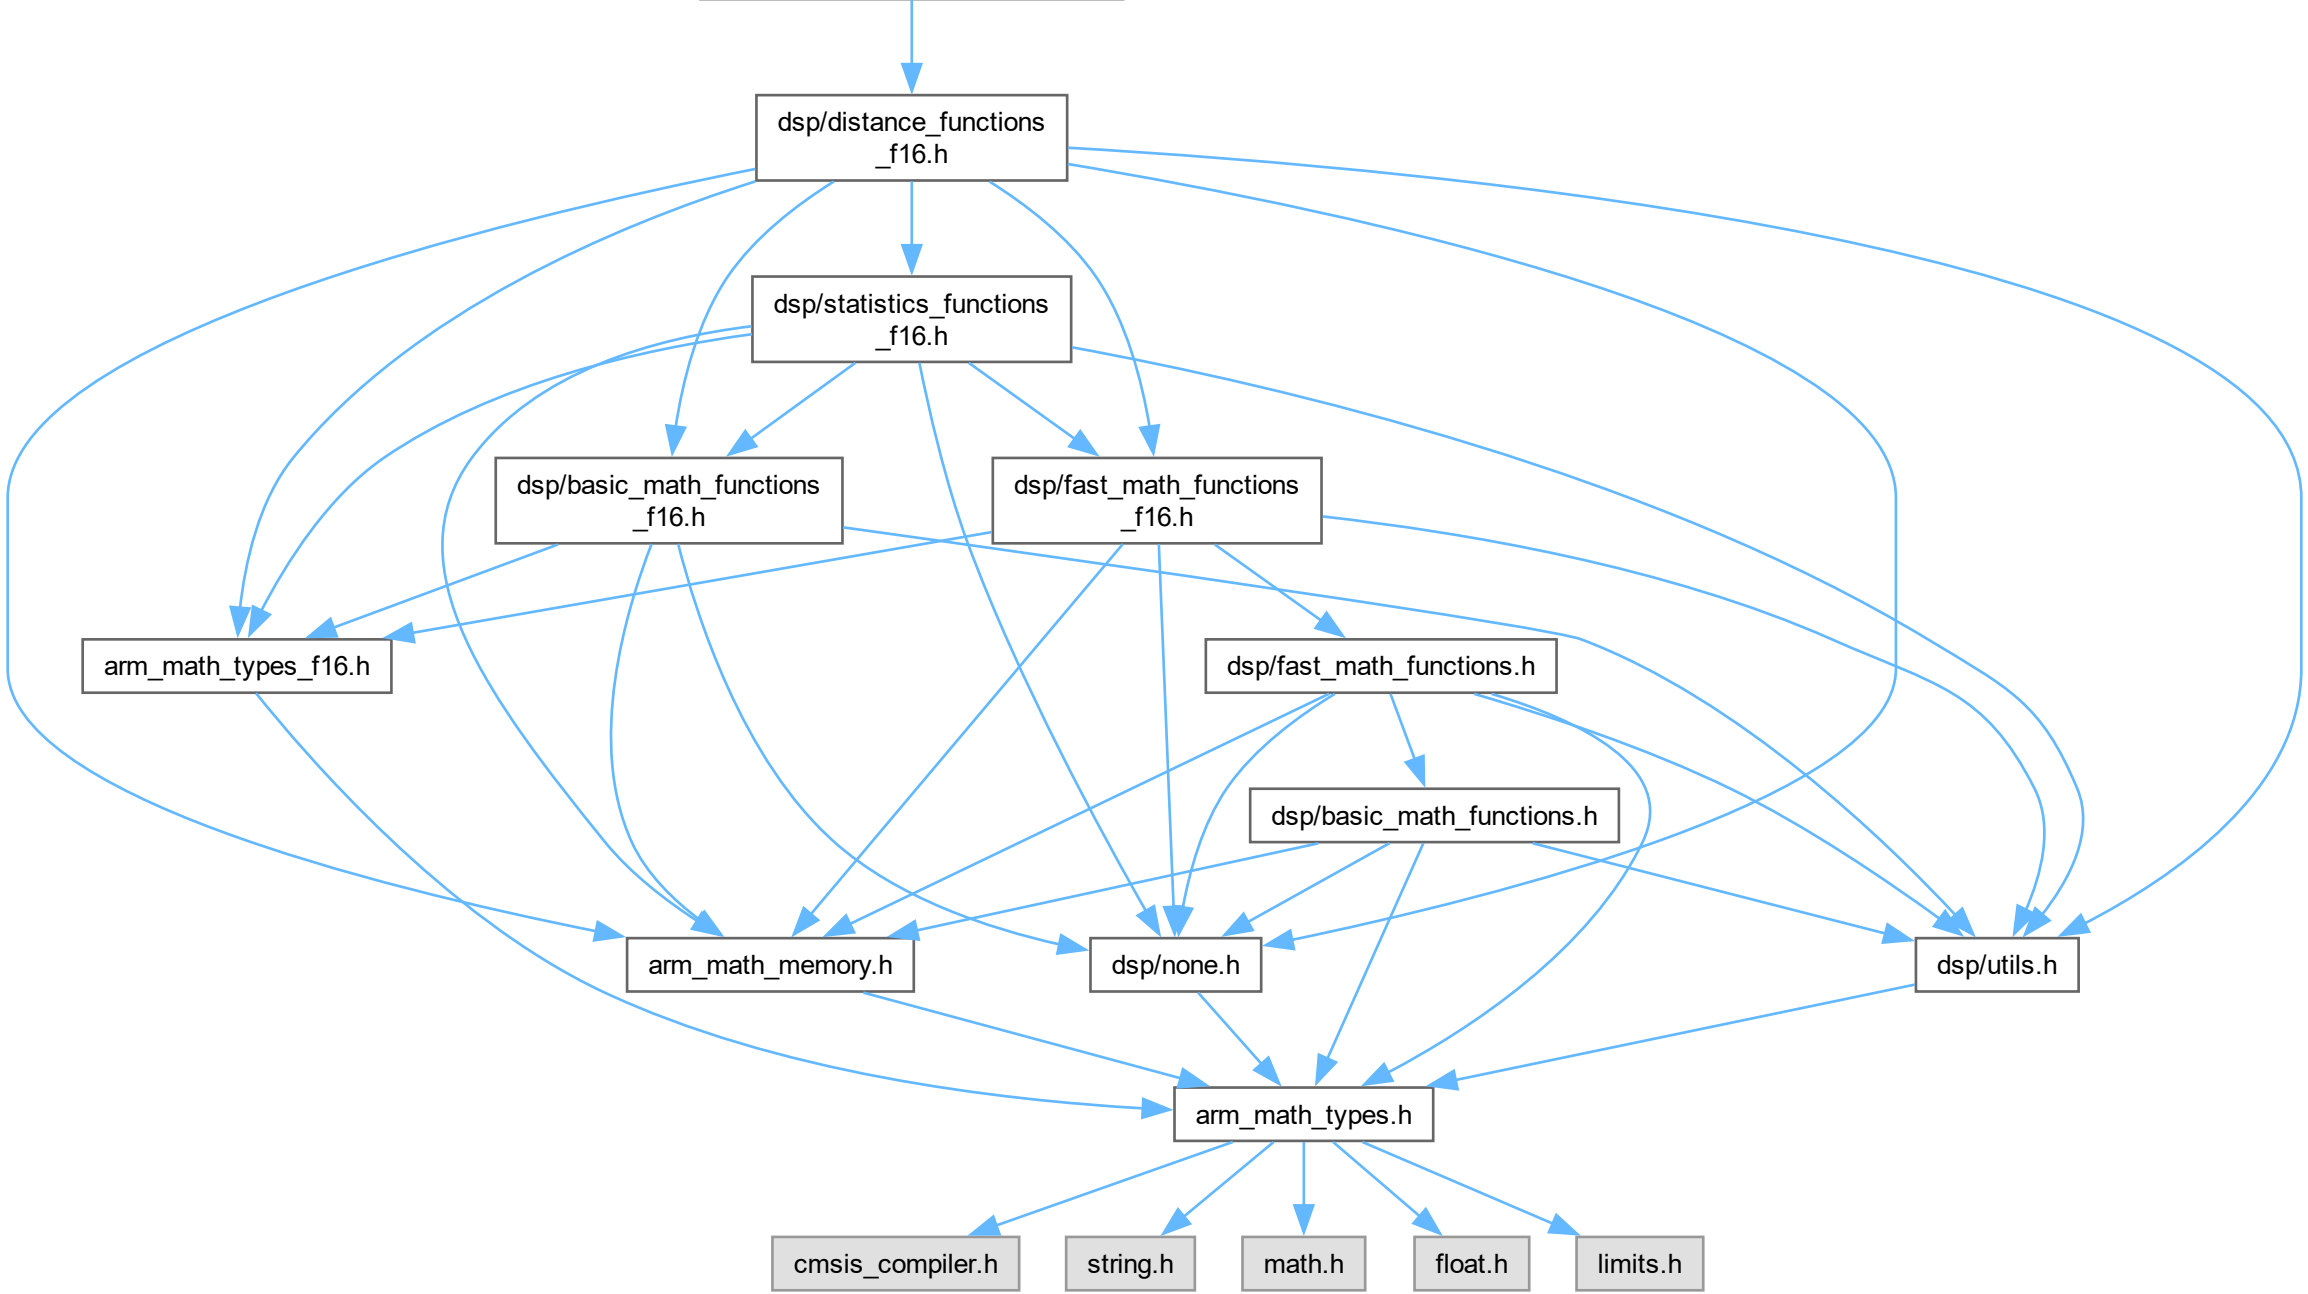 dsp/distance_functions
_f16.h
dsp/statistics_functions
_f16.h
dsp/basic_math_functions
_f16.h
dsp/fast_math_functions
_f16.h
arm_math_types_f16.h
dsp/fast_math_functions.h
dsp/basic_math_functions.h
arm_math_memory.h
dsp/none.h
dsp/utils.h
arm_math_types.h
cmsis_compiler.h
string.h
math.h
float.h
limits.h